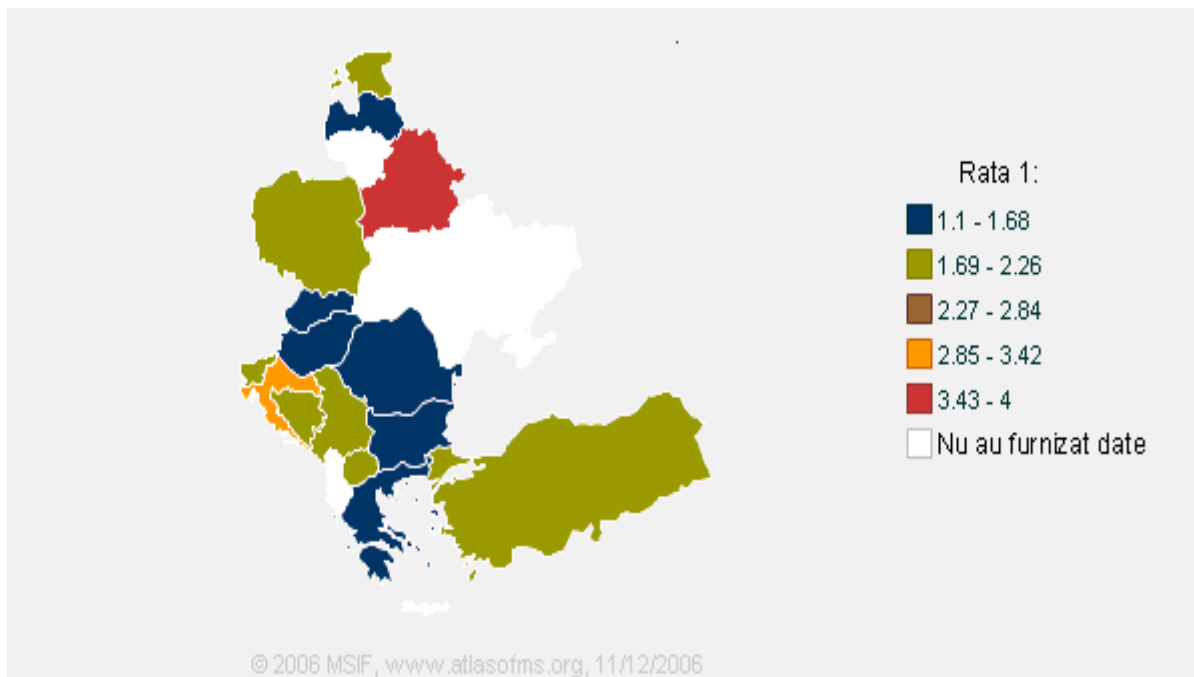 Rata 1:
1.1 - 1.68
1.69 - 2.26
2.27 - 2.84
2.85 - 3.42
3.43 - 4
Nu au furnizat date
© 2006 MSIF, www.atlasofms.org, 11/12/2006